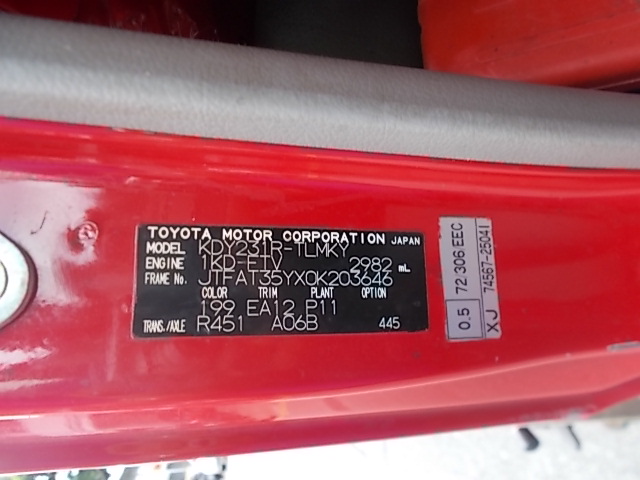 TOYOTA MOTOR CORPORATION JAPAN
MODEL KDY231R-TLMKY
ENGINE 1KD-FTV 2982 mL
FRAME No. JTFAT35YX0K203646
COLOR TRIM PLANT OPTION
199 EA12 P11
TRANS./AXLE R451 A06B 445
0.5 72 306 EEC
XJ 74567-25041